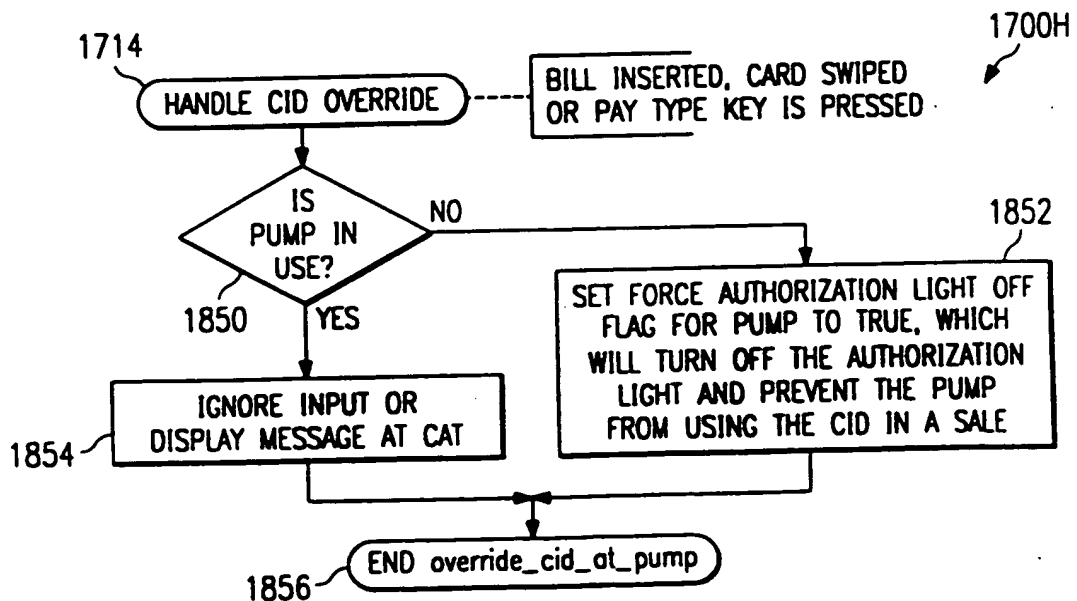 1700H
1714
HANDLE CID OVERRIDE
BILL INSERTED, CARD SWIPED
OR PAY TYPE KEY IS PRESSED
IS
PUMP IN
USE?
NO
1850
YES
1852
SET FORCE AUTHORIZATION LIGHT OFF
FLAG FOR PUMP TO TRUE, WHICH
WILL TURN OFF THE AUTHORIZATION
LIGHT AND PREVENT THE PUMP
FROM USING THE CID IN A SALE
IGNORE INPUT OR
DISPLAY MESSAGE AT CAT
1854
END override_cid_at_pump
1856